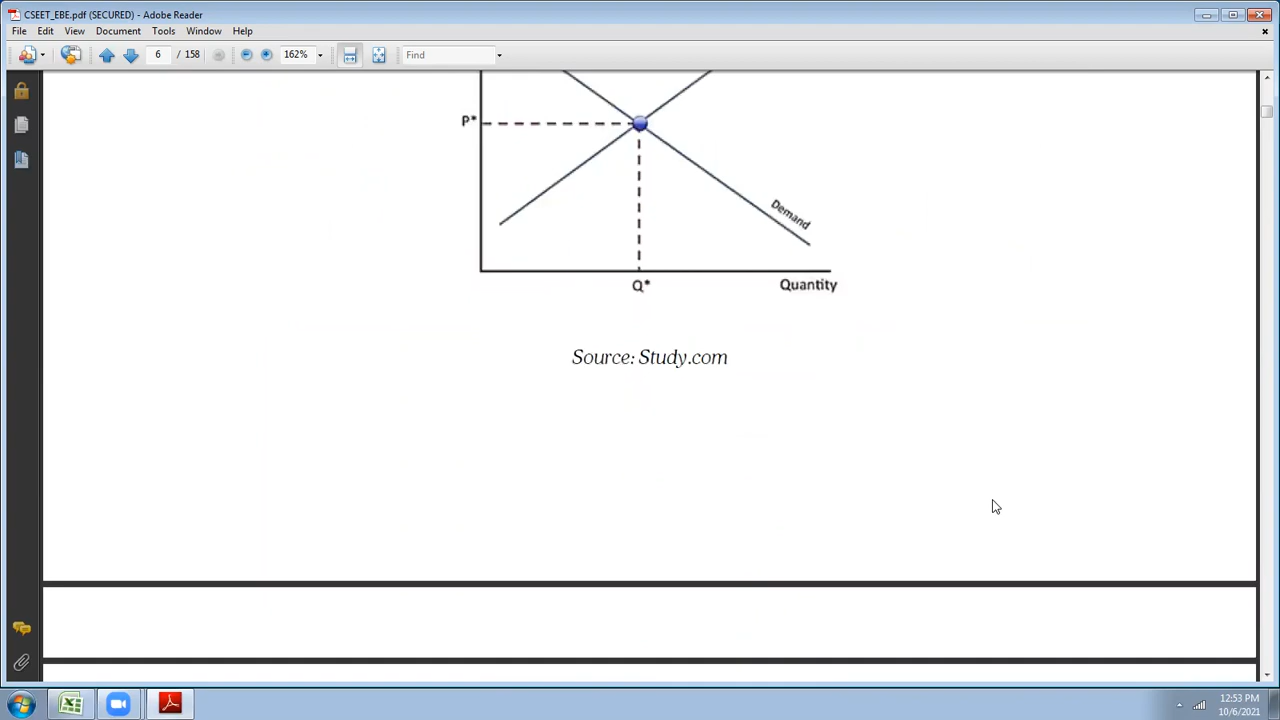 CSEET_EBE.pdf (SECURED) - Adobe Reader
File Edit View Document Tools Window Help
6 / 158 162% Find
P*
Demand
Q*
Quantity
Source: Study.com
12:53 PM
10/6/2021